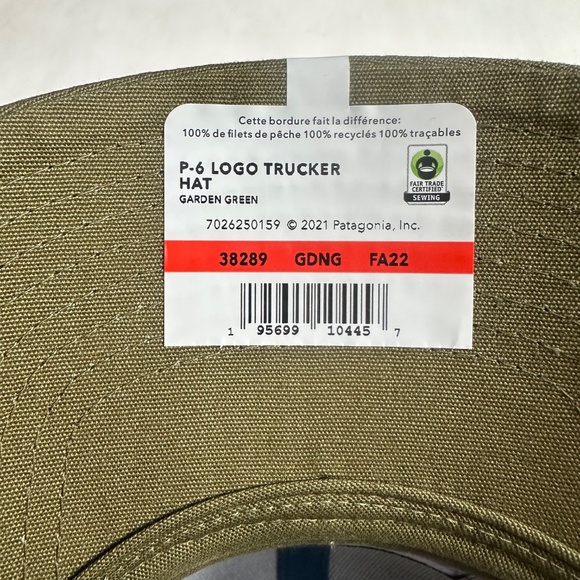 Cette bordure fait la différence:
100% de filets de pêche 100% recyclés 100% traçables
P-6 LOGO TRUCKER
HAT
GARDEN GREEN
FAIR TRADE
CERTIFIED
SEWING
7026250159 © 2021 Patagonia, Inc.
38289 GDNG FA22
1 95699 10445 7